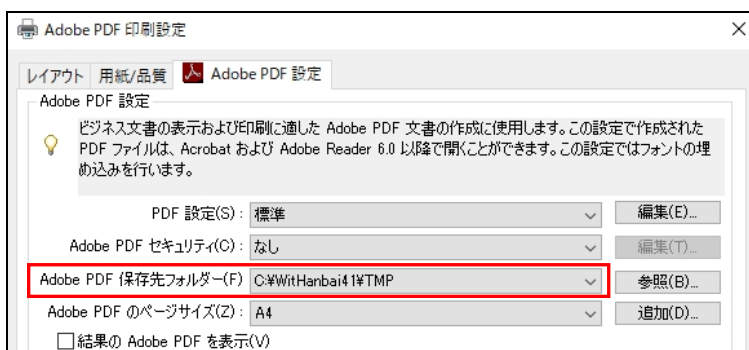 Adobe PDF 印刷設定
レイアウト 用紙/品質 Adobe PDF 設定
Adobe PDF 設定
ビジネス文書の表示および印刷に適した Adobe PDF 文書の作成に使用します。この設定で作成された
PDF ファイルは、Acrobat および Adobe Reader 6.0 以降で開くことができます。この設定ではフォントの埋
め込みを行います。
PDF 設定(S): 標準 編集(E)...
Adobe PDF セキュリティ(C): なし 編集(T)...
Adobe PDF 保存先フォルダー(F) C:¥WitHanbai41¥TMP 参照(B)...
Adobe PDF のページサイズ(Z): A4 追加(D)...
結果の Adobe PDF を表示(V)